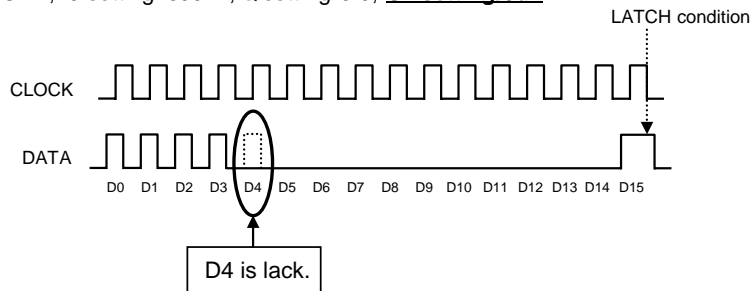 LATCH condition
CLOCK
DATA
D0 D1 D2 D3 D4 D5 D6 D7 D8 D9 D10 D11 D12 D13 D14 D15
D4 is lack.